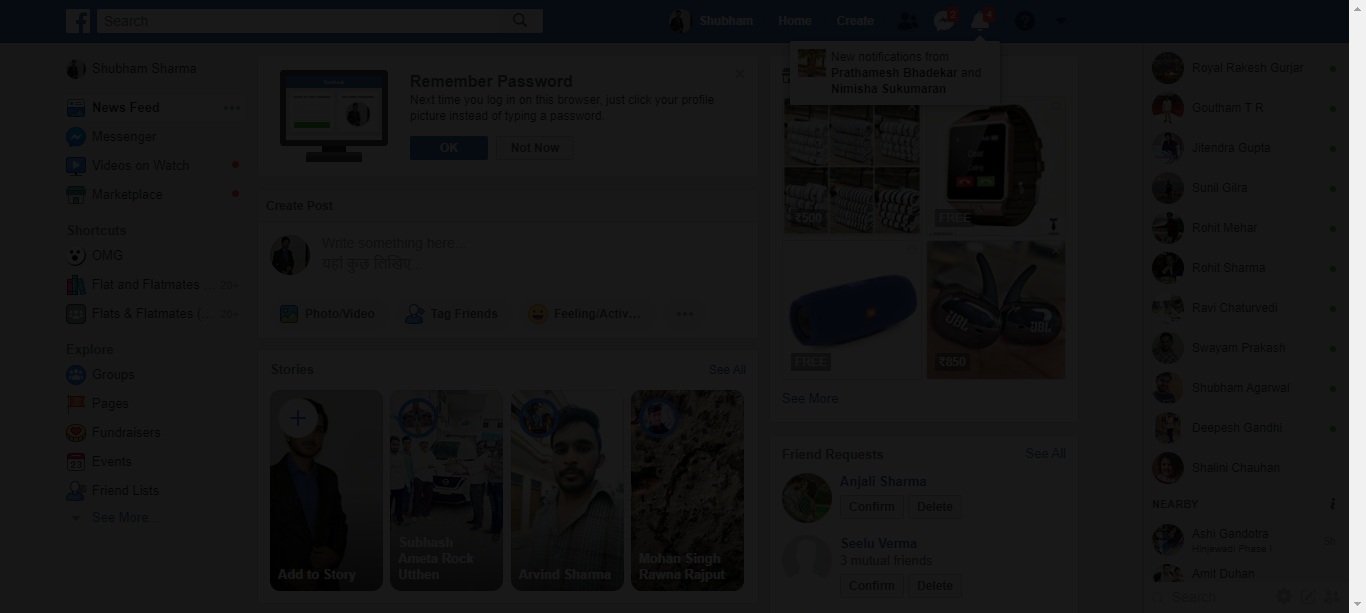 Search
Shubham
Home
Create
2
4
New notifications from
Prathamesh Bhadekar and
Nimisha Sukumaran
Shubham Sharma
News Feed
Messenger
Videos on Watch
Marketplace
Shortcuts
OMG
Flat and Flatmates ... 20+
Flats & Flatmates (... 20+
Explore
Groups
Pages
Fundraisers
23 Events
Friend Lists
See More...
Remember Password
Next time you log in on this browser, just click your profile
picture instead of typing a password.
OK
Not Now
Create Post
Write something here...
यहां कुछ लिखिए...
Photo/Video
Tag Friends
Feeling/Activ...
Stories
See All
Add to Story
Subhash
Ameta Rock
Utthen
Arvind Sharma
Mohan Singh
Rawna Rajput
₹500
FREE
FREE
₹850
JBL
JBL
See More
Friend Requests
See All
Anjali Sharma
Confirm
Delete
Seelu Verma
3 mutual friends
Confirm
Delete
Royal Rakesh Gurjar
Goutham T R
Jitendra Gupta
Sunil Gilra
Rohit Mehar
Rohit Sharma
Ravi Chaturvedi
Swayam Prakash
Shubham Agarwal
Deepesh Gandhi
Shalini Chauhan
NEARBY
Ashi Gandotra
Hinjewadi Phase I
5h
Amit Duhan
Search